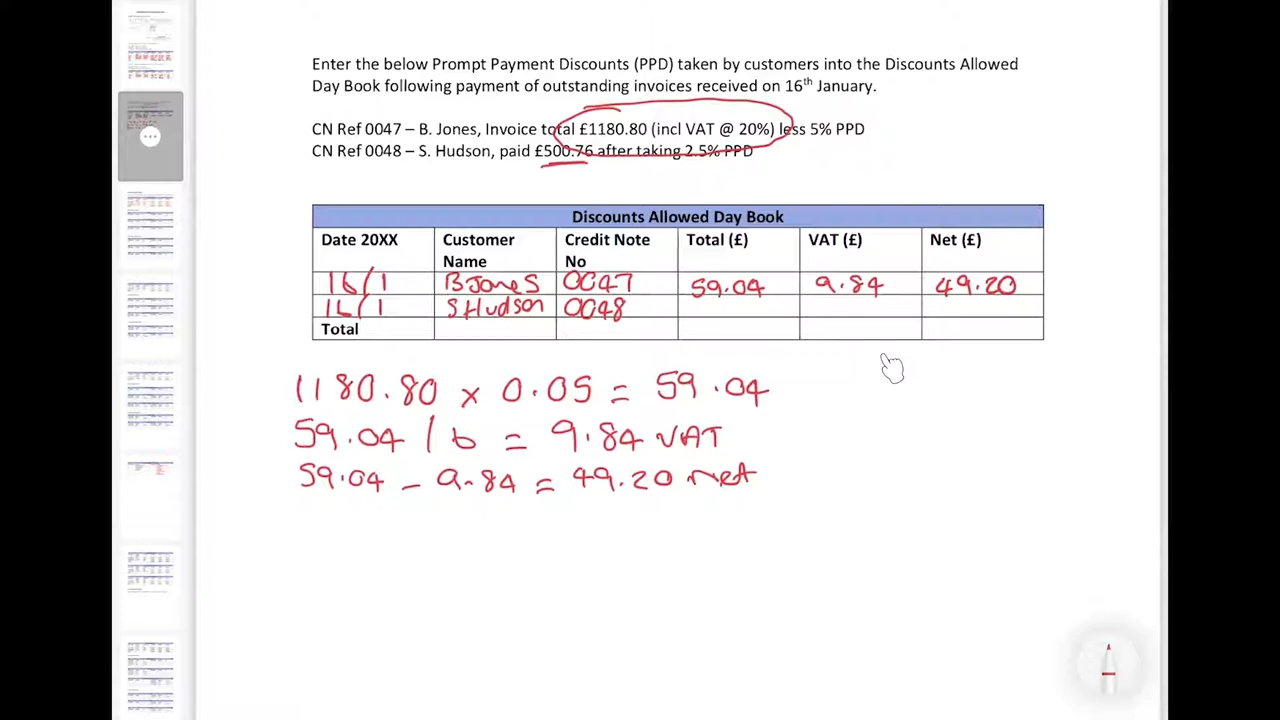 Enter the below Prompt Payment Discounts (PPD) taken by customers in the Discounts Allowed
Day Book following payment of outstanding invoices received on 16th January.
CN Ref 0047 – B. Jones, Invoice total £1180.80 (incl VAT @ 20%) less 5% PPD
CN Ref 0048 – S. Hudson, paid £500.76 after taking 2.5% PPD
Discounts Allowed Day Book
Date 20XX Customer Name Credit Note No Total (£) VAT (£) Net (£)
16/1 B Jones 0047 59.04 9.84 49.20
16/1 S Hudson 0048
Total
1180.80 x 0.05 = 59.04
59.04 / 6 = 9.84 VAT
59.04 - 9.84 = 49.20 Net